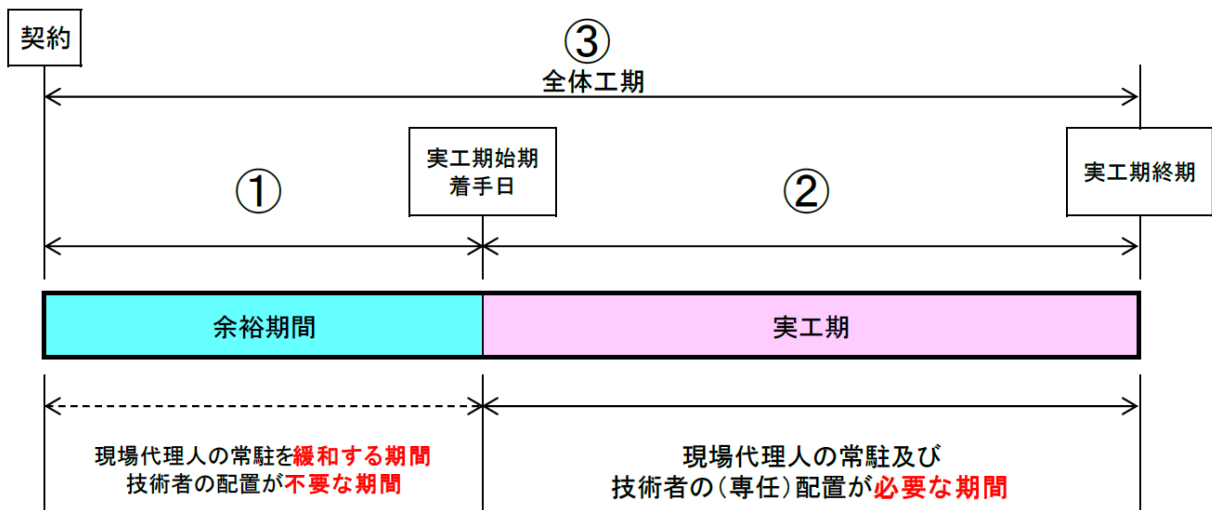 契約
③
全体工期
実工期始期
着手日
実工期終期
①
②
余裕期間
実工期
現場代理人の常駐を緩和する期間
技術者の配置が不要な期間
現場代理人の常駐及び
技術者の(専任)配置が必要な期間